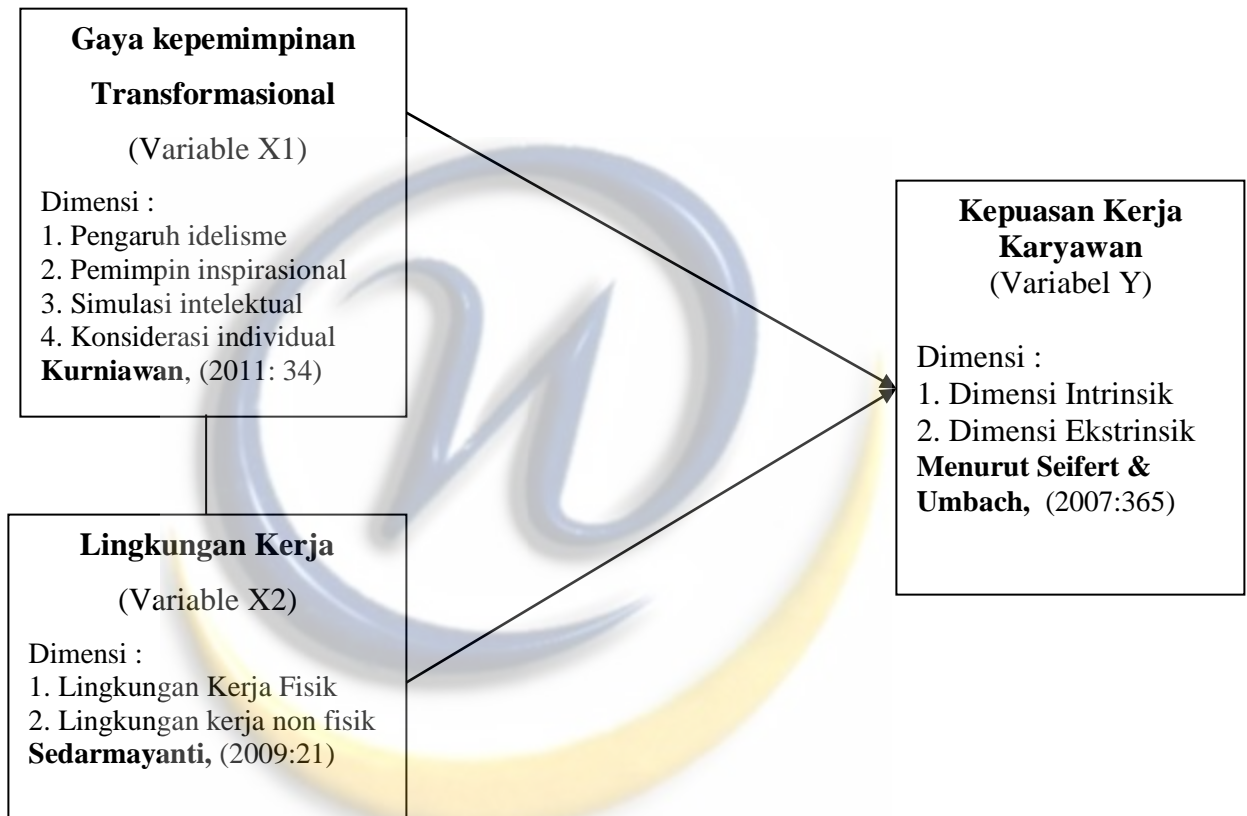 Gaya kepemimpinan
Transformasional
(Variable X1)
Dimensi :
1. Pengaruh idelisme
2. Pemimpin inspirasional
3. Simulasi intelektual
4. Konsiderasi individual
Kurniawan, (2011: 34)
Lingkungan Kerja
(Variable X2)
Dimensi :
1. Lingkungan Kerja Fisik
2. Lingkungan kerja non fisik
Sedarmayanti, (2009:21)
Kepuasan Kerja
Karyawan
(Variabel Y)
Dimensi :
1. Dimensi Intrinsik
2. Dimensi Ekstrinsik
Menurut Seifert &
Umbach, (2007:365)